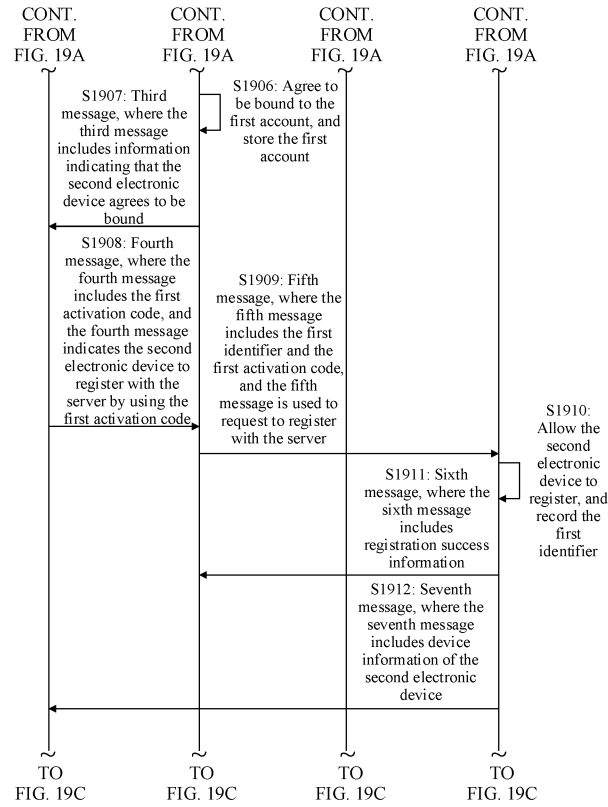 CONT.
FROM
FIG. 19A
CONT.
FROM
FIG. 19A
CONT.
FROM
FIG. 19A
CONT.
FROM
FIG. 19A
S1906: Agree to
be bound to the
first account, and
store the first
account
S1907: Third
message, where the
third message
includes information
indicating that the
second electronic
device agrees to be
bound
S1908: Fourth
message, where the
fourth message
includes the first
activation code, and
the fourth message
indicates the second
electronic device to
register with the
server by using the
first activation code
S1909: Fifth
message, where the
fifth message
includes the first
identifier and the
first activation code,
and the fifth
message is used to
request to register
with the server
S1910:
Allow the
second
electronic
device to
register, and
record the
first
identifier
S1911: Sixth
message, where the
sixth message
includes
registration success
information
S1912: Seventh
message, where the
seventh message
includes device
information of the
second electronic
device
TO
FIG. 19C
TO
FIG. 19C
TO
FIG. 19C
TO
FIG. 19C